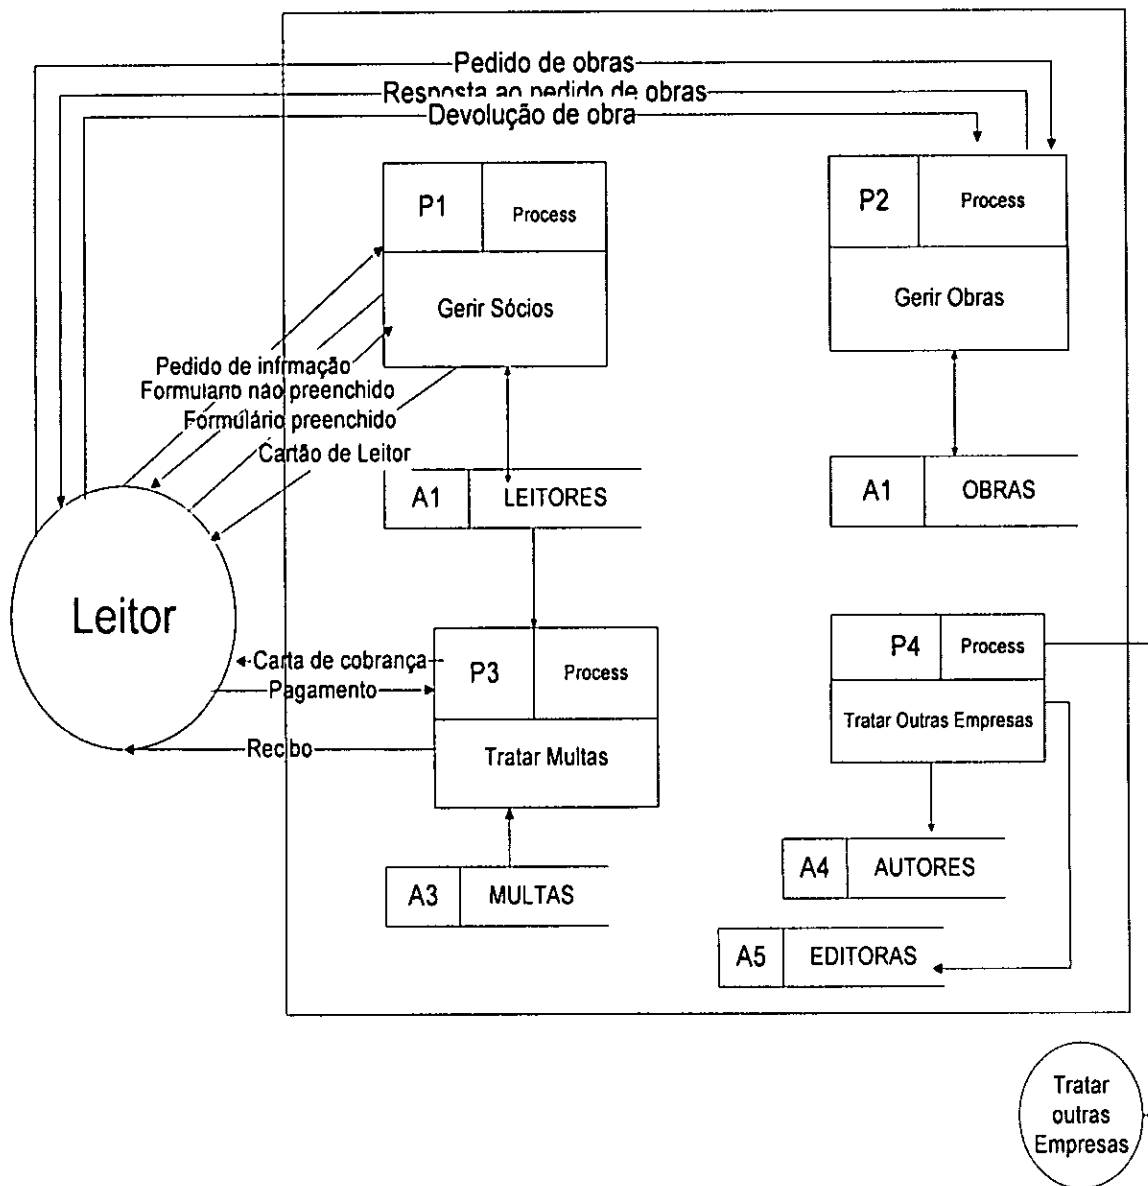 Pedido de obras
Resposta ao pedido de obras
Devolução de obra
P1
Process
Gerir Sócios
P2
Process
Gerir Obras
Pedido de infrmação
Formulario não preenchido
Formulário preenchido
Cartão de Leitor
A1
LEITORES
A1
OBRAS
Leitor
Carta de cobrança
Pagamento
Recibo
P3
Process
Tratar Multas
P4
Process
Tratar Outras Empresas
A3
MULTAS
A4
AUTORES
A5
EDITORAS
Tratar
outras
Empresas